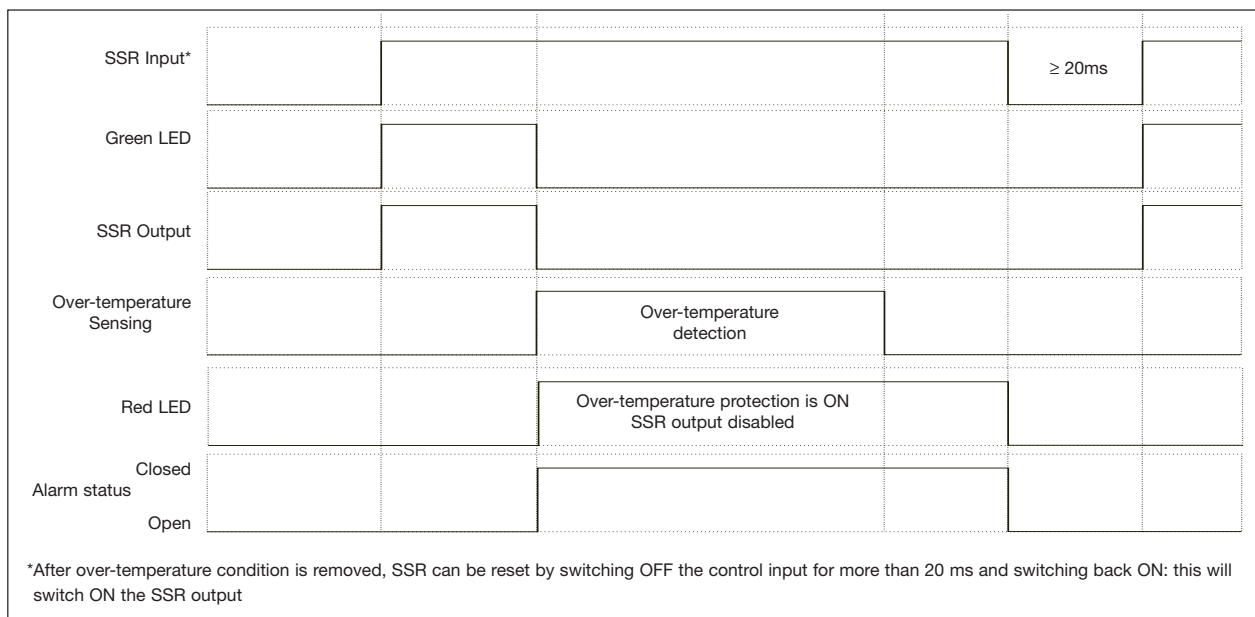 SSR Input*
≥ 20ms
Green LED
SSR Output
Over-temperature
Sensing
Over-temperature
detection
Red LED
Over-temperature protection is ON
SSR output disabled
Closed
Alarm status
Open
*After over-temperature condition is removed, SSR can be reset by switching OFF the control input for more than 20 ms and switching back ON: this will
switch ON the SSR output